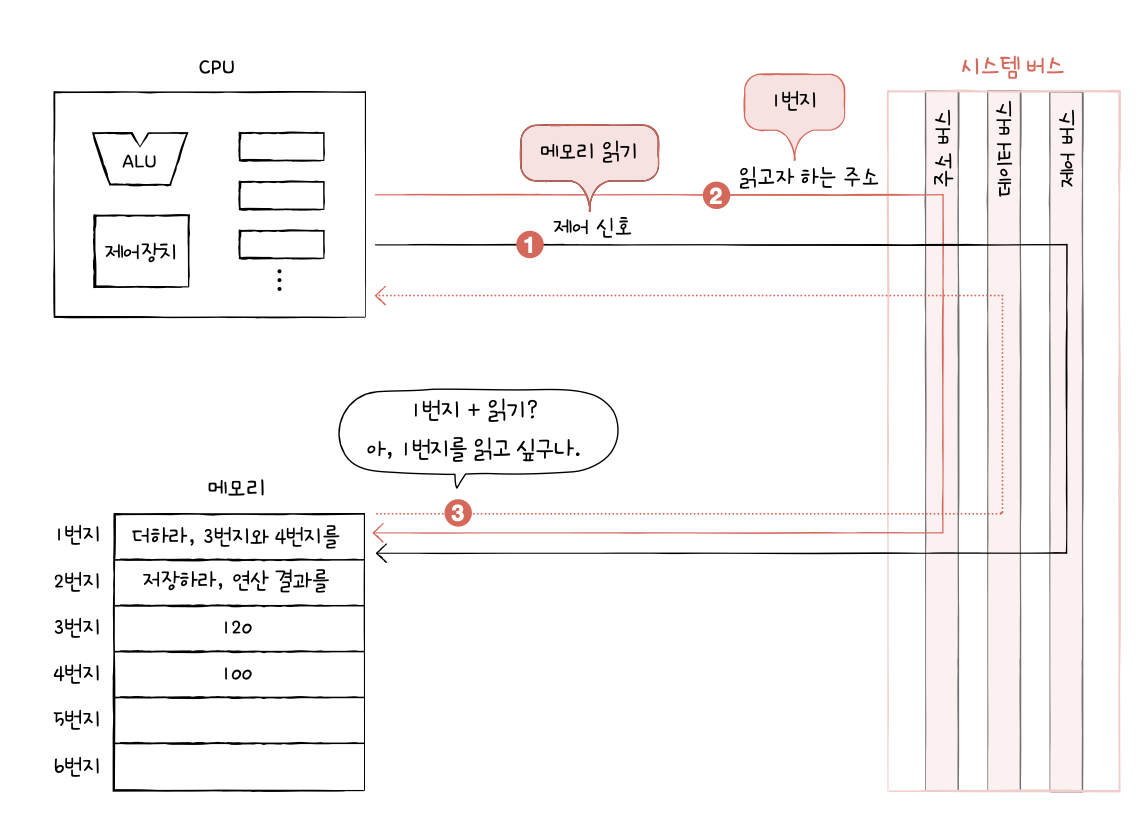 CPU
시스템 버스
ALU
제어장치
메모리 읽기
1번지
2
읽고자 하는 주소
제어 신호
1
주소 버스
데이터 버스
제어 버스
1번지 + 읽기?
아, 1번지를 읽고 싶구나.
3
메모리
1번지
더하라, 3번지와 4번지를
2번지
저장하라, 연산 결과를
3번지
120
4번지
100
5번지
6번지